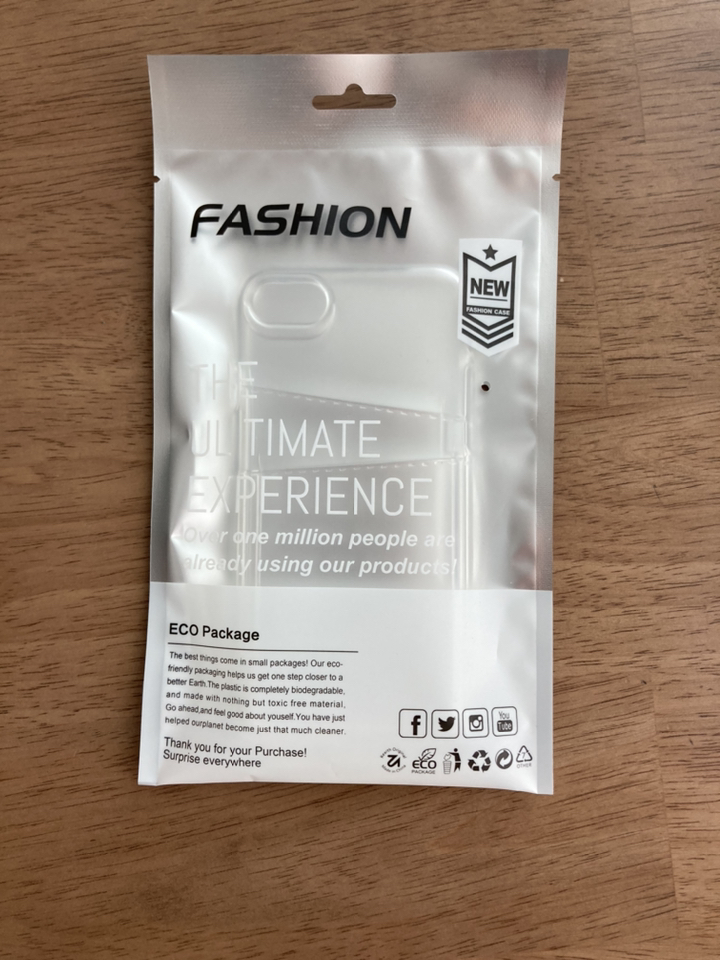 FASHION
NEW
FASHION CASE
THE
ULTIMATE
EXPERIENCE
Over one million people are
already using our products!
ECO Package
The best things come in small packages! Our eco-
friendly packaging helps us get one step closer to a
better Earth.The plastic is completely biodegradable,
and made with nothing but toxic free material.
Go ahead,and feel good about youself.You have just
helped ourplanet become just that much cleaner.
Thank you for your Purchase!
Surprise everywhere
You
Tube
ECO
PACKAGE